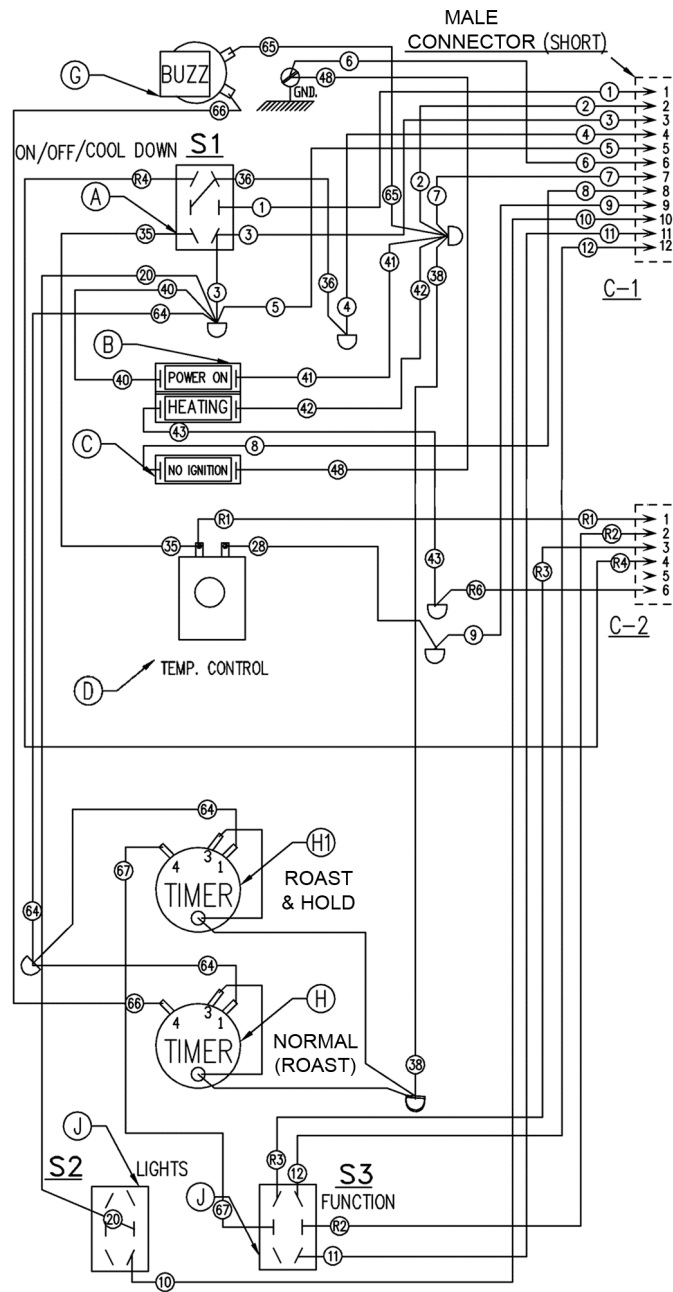 MALE
CONNECTOR (SHORT)
65
G
BUZZ
6
48
GND.
66
1 1
2 2
3 3
4 4
5 5
6 6
7 7
8 8
9 9
10 10
11 11
12 12
C-1
ON/OFF/COOL DOWN S1
R4 36
A
1
35 3
65 2 7
20
3
36
4
41
42
38
40
64
5
B
40 POWER ON 41
HEATING 42
43
8
C
NO IGNITION 48
R1 R1 1
R2 2
35 28
R3 3
R4 4
5
43
R6 6
C-2
9
D TEMP. CONTROL
64
67
4 3 1
TIMER
H1
ROAST
& HOLD
64
64
66
4 3 1
TIMER
H
NORMAL
(ROAST)
38
J
S2
LIGHTS
R3 12
S3
FUNCTION
J
20
67
R2
11
10